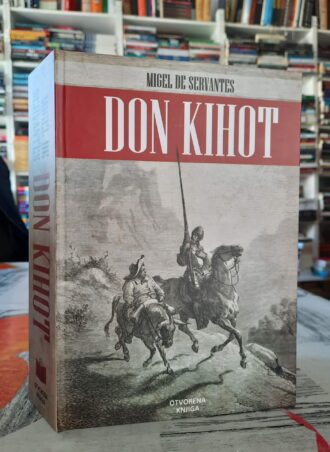 MIGEL DE SERVANTES
DON KIHOT
OTVORENA
KNJIGA
DON KIHOT